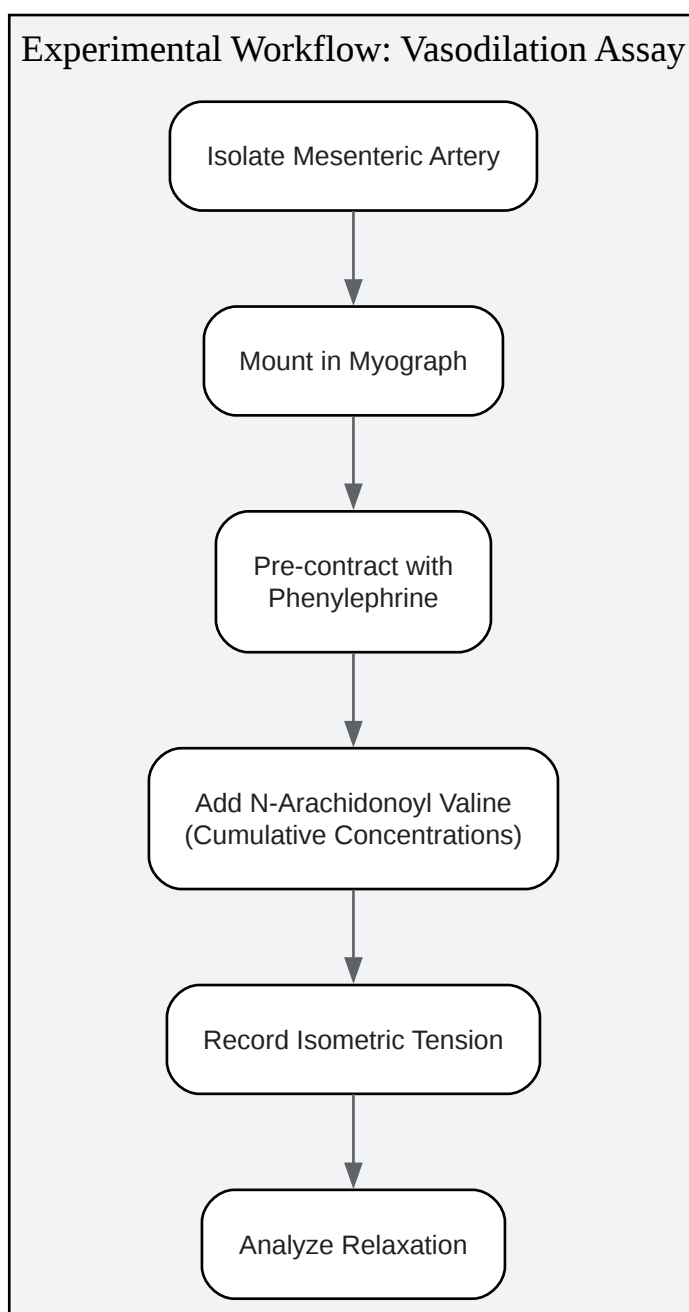 Experimental Workflow: Vasodilation Assay
Isolate Mesenteric Artery
Mount in Myograph
Pre-contract with
Phenylephrine
Add N-Arachidonoyl Valine
(Cumulative Concentrations)
Record Isometric Tension
Analyze Relaxation